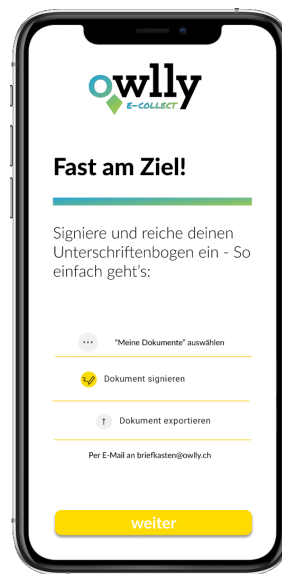 owlly
E-COLLECT
Fast am Ziel!
Signiere und reiche deinen
Unterschriftenbogen ein - So
einfach geht's:
"Meine Dokumente" auswählen
Dokument signieren
Dokument exportieren
Per E-Mail an briefkasten@owlly.ch
weiter